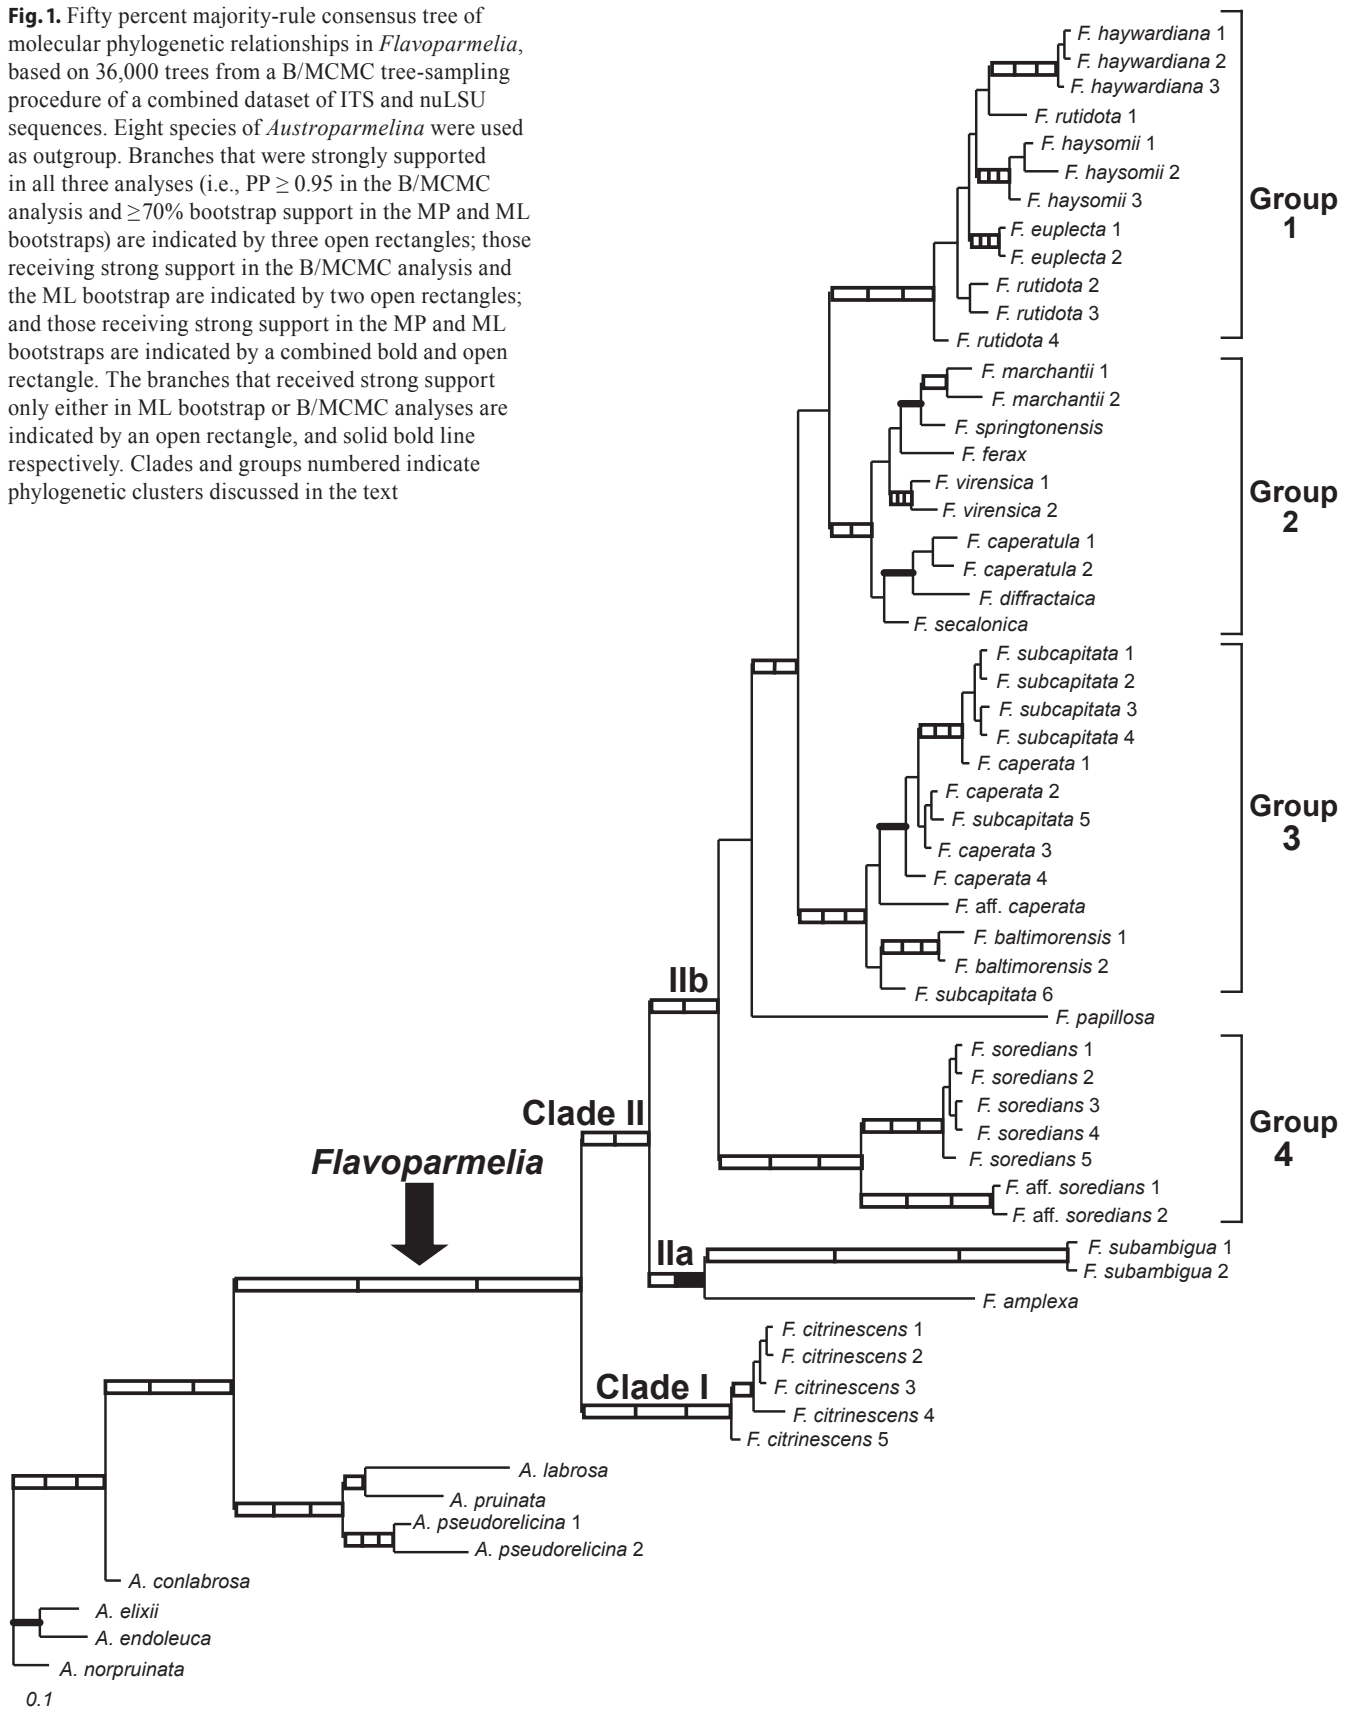 Fig. 1. Fifty percent majority-rule consensus tree of
molecular phylogenetic relationships in Flavoparmelia,
based on 36,000 trees from a B/MCMC tree-sampling
procedure of a combined dataset of ITS and nuLSU
sequences. Eight species of Austroparmelina were used
as outgroup. Branches that were strongly supported
in all three analyses (i.e., PP ≥ 0.95 in the B/MCMC
analysis and ≥70% bootstrap support in the MP and ML
bootstraps) are indicated by three open rectangles; those
receiving strong support in the B/MCMC analysis and
the ML bootstrap are indicated by two open rectangles;
and those receiving strong support in the MP and ML
bootstraps are indicated by a combined bold and open
rectangle. The branches that received strong support
only either in ML bootstrap or B/MCMC analyses are
indicated by an open rectangle, and solid bold line
respectively. Clades and groups numbered indicate
phylogenetic clusters discussed in the text
F. haywardiana 1
F. haywardiana 2
F. haywardiana 3
F. rutidota 1
F. haysomii 1
F. haysomii 2
F. haysomii 3
F. euplecta 1
F. euplecta 2
F. rutidota 2
F. rutidota 3
F. rutidota 4
Group
1
F. marchantii 1
F. marchantii 2
F. springtonensis
F. ferax
F. virensica 1
F. virensica 2
F. caperatula 1
F. caperatula 2
F. diffractaica
F. secalonica
Group
2
F. subcapitata 1
F. subcapitata 2
F. subcapitata 3
F. subcapitata 4
F. caperata 1
F. caperata 2
F. subcapitata 5
F. caperata 3
F. caperata 4
F. aff. caperata
F. baltimorensis 1
F. baltimorensis 2
F. subcapitata 6
Group
3
F. papillosa
IIb
F. soredians 1
F. soredians 2
F. soredians 3
F. soredians 4
F. soredians 5
F. aff. soredians 1
F. aff. soredians 2
Group
4
Clade II
Flavoparmelia
IIa
F. subambigua 1
F. subambigua 2
F. amplexa
F. citrinescens 1
F. citrinescens 2
F. citrinescens 3
F. citrinescens 4
F. citrinescens 5
Clade I
A. labrosa
A. pruinata
A. pseudorelicina 1
A. pseudorelicina 2
A. conlabrosa
A. elixii
A. endoleuca
A. norpruinata
0.1